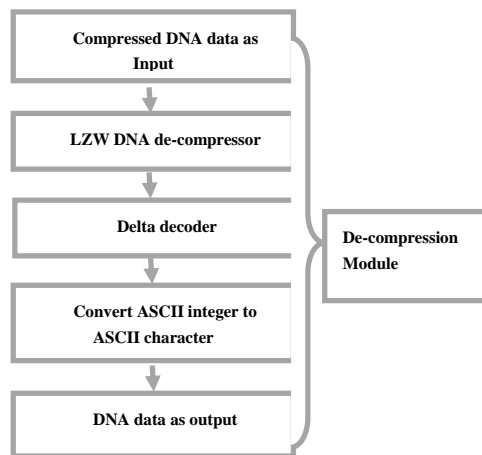 Compressed DNA data as
Input
LZW DNA de-compressor
Delta decoder
Convert ASCII integer to
ASCII character
DNA data as output
De-compression
Module